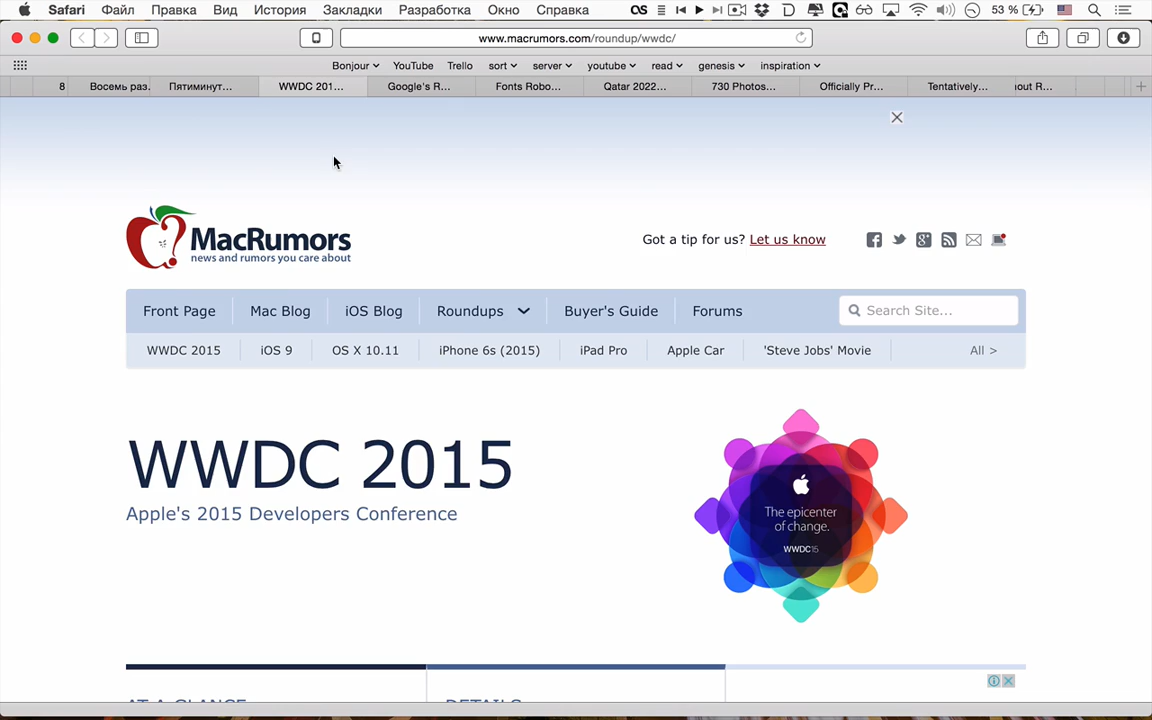 Safari Файл Правка Вид История Закладки Разработка Окно Справка 53 %
www.macrumors.com/roundup/wwdc/
Bonjour YouTube Trello sort server youtube read genesis inspiration
8 Восемь раз. Пятиминут... WWDC 201... Google's R... Fonts Robo... Qatar 2022... 730 Photos... Officially Pr... Tentatively... out R...
MacRumors
news and rumors you care about
Got a tip for us? Let us know
Front Page Mac Blog iOS Blog Roundups Buyer's Guide Forums Search Site...
WWDC 2015 iOS 9 OS X 10.11 iPhone 6s (2015) iPad Pro Apple Car 'Steve Jobs' Movie All >
WWDC 2015
Apple's 2015 Developers Conference
The epicenter
of change.
WWDC15
AT A GLANCE DETAILS